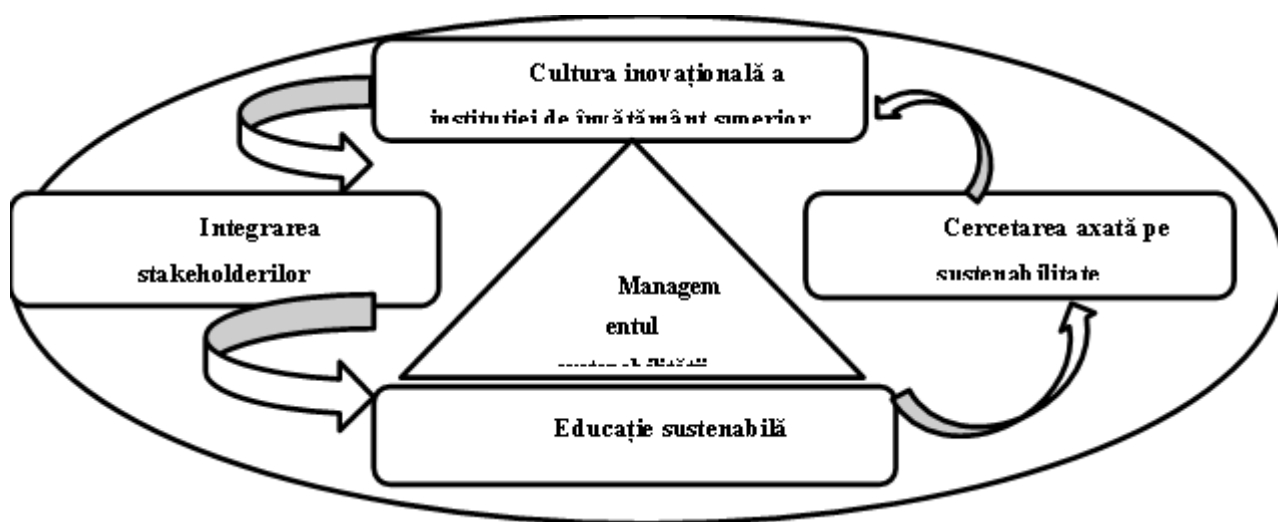 Cultura inovațională a
instituției de învățământ superior
Integrarea
stakeholderilor
Cercetarea axată pe
sustenabilitate
Managem
entul
Educație sustenabilă